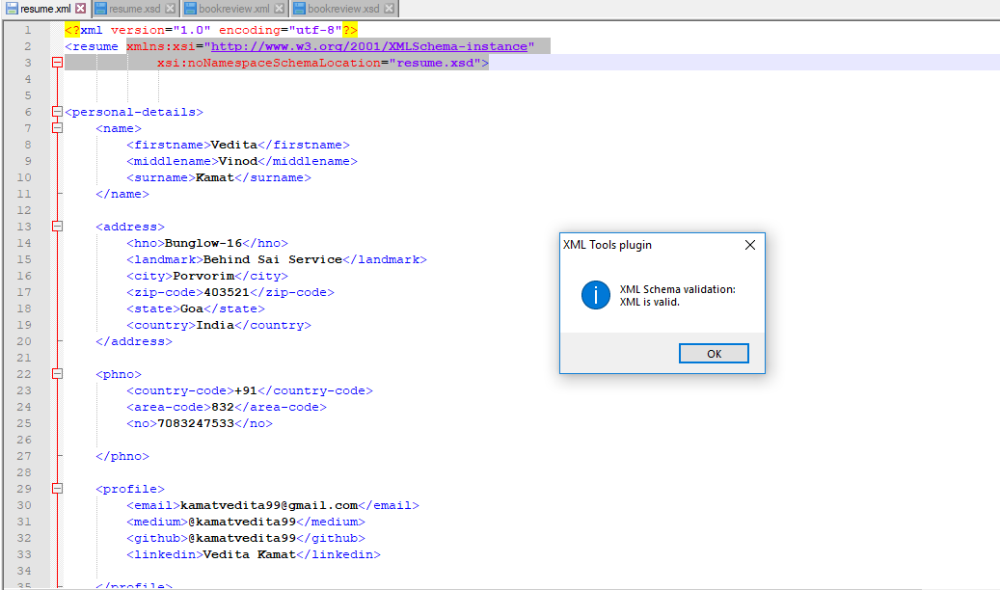 resume.xml resume.xsd bookreview.xml bookreview.xsd
1 <?xml version="1.0" encoding="utf-8"?>
2 <resume xmlns:xsi="http://www.w3.org/2001/XMLSchema-instance"
3 xsi:noNamespaceSchemaLocation="resume.xsd">
4
5
6 <personal-details>
7 <name>
8 <firstname>Vedita</firstname>
9 <middlename>Vinod</middlename>
10 <surname>Kamat</surname>
11 </name>
12
13 <address>
14 <hno>Bunglow-16</hno>
15 <landmark>Behind Sai Service</landmark>
16 <city>Porvorim</city>
17 <zip-code>403521</zip-code>
18 <state>Goa</state>
19 <country>India</country>
20 </address>
21
22 <phno>
23 <country-code>+91</country-code>
24 <area-code>832</area-code>
25 <no>7083247533</no>
26
27 </phno>
28
29 <profile>
30 <email>kamatvedita99@gmail.com</email>
31 <medium>@kamatvedita99</medium>
32 <github>@kamatvedita99</github>
33 <linkedin>Vedita Kamat</linkedin>
34
35 </profile>
XML Tools plugin
XML Schema validation:
XML is valid.
OK